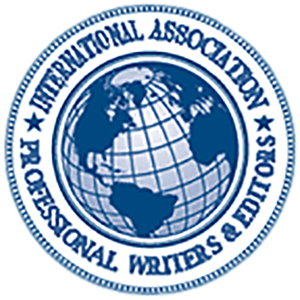 INTERNATIONAL ASSOCIATION
PROFESSIONAL WRITERS & EDITORS